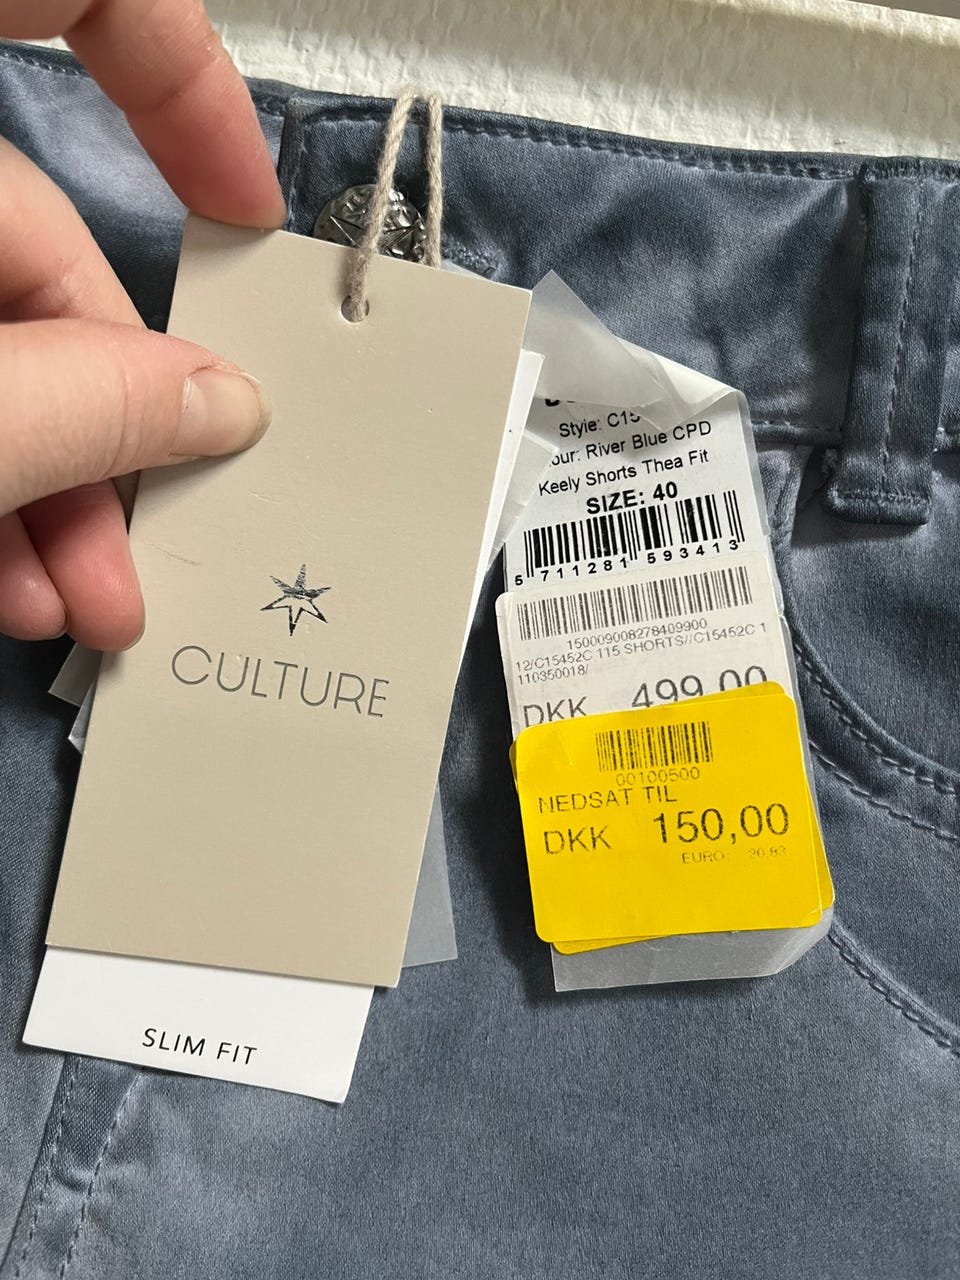 CULTURE
SLIM FIT
Style: C15
our: River Blue CPD
Keely Shorts Thea Fit
SIZE: 40
5 711281 593413
150009008278409900
12/C15452C 115 SHORTS//C15452C 1
110350018/
DKK 499,00
00100500
NEDSAT TIL
DKK 150,00
EURO: 20,83